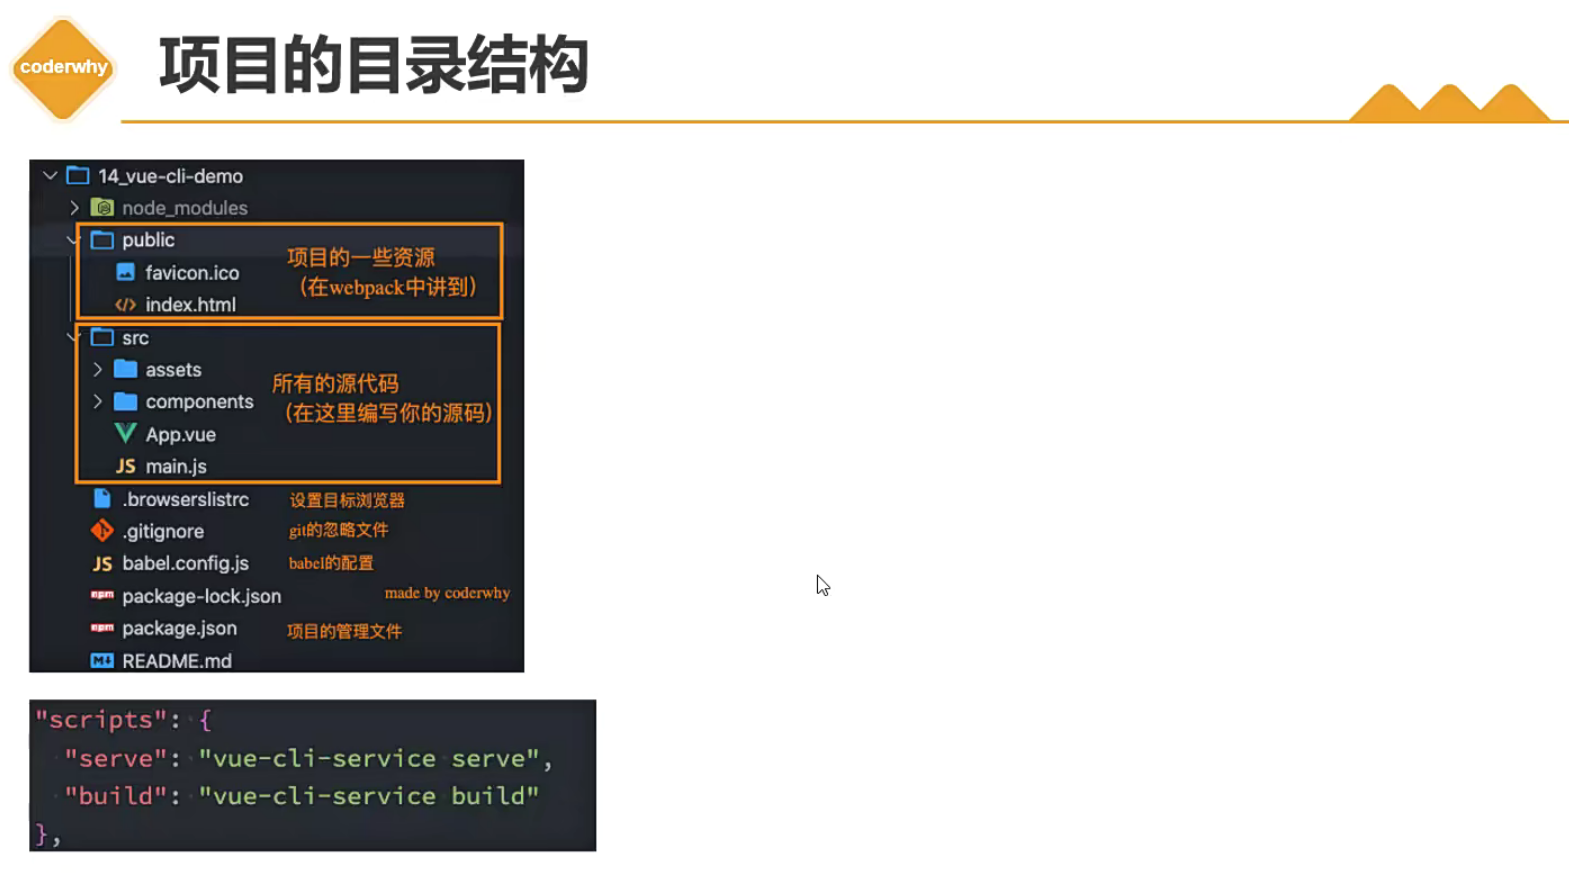 coderwhy
项目的目录结构
14_vue-cli-demo
node_modules
public
项目的一些资源
(在webpack中讲到)
favicon.ico
index.html
src
assets
所有的源代码
(在这里编写你的源码)
components
App.vue
JS main.js
.browserslistrc 设置目标浏览器
.gitignore git的忽略文件
JS babel.config.js babel的配置
npm package-lock.json made by coderwhy
npm package.json 项目的管理文件
M↓ README.md
"scripts": {
"serve": "vue-cli-service serve",
"build": "vue-cli-service build"
},